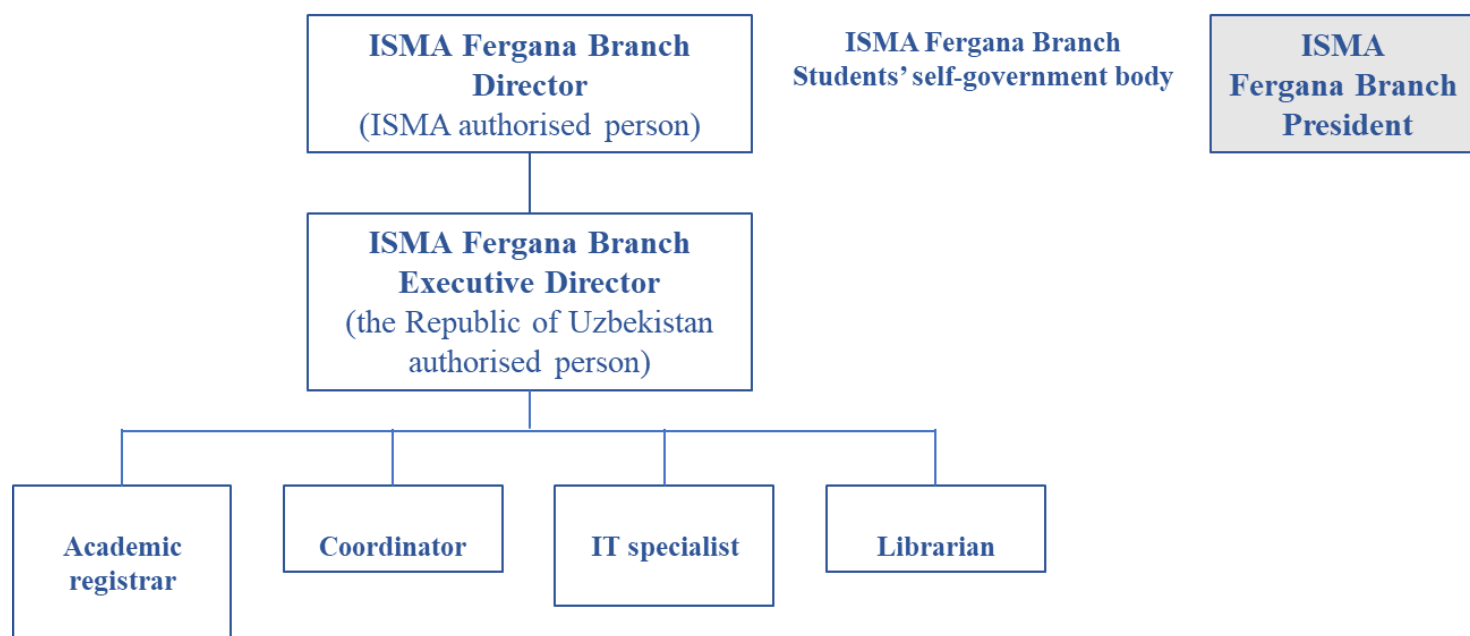 ISMA Fergana Branch
Director
(ISMA authorised person)
ISMA Fergana Branch
Students’ self-government body
ISMA
Fergana Branch
President
ISMA Fergana Branch
Executive Director
(the Republic of Uzbekistan
authorised person)
Academic
registrar
Coordinator
IT specialist
Librarian